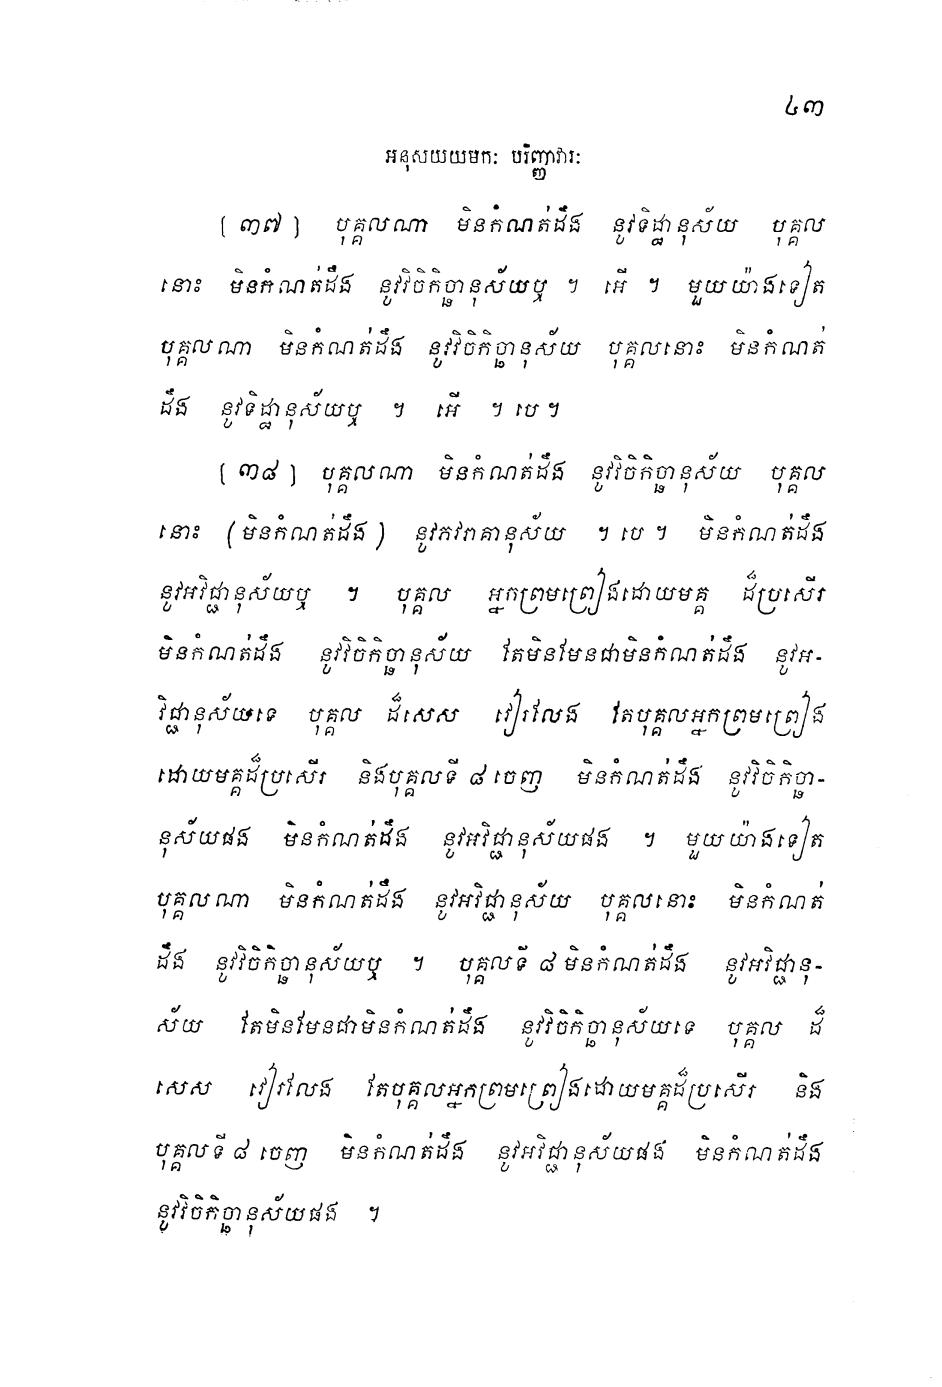 ៤៣
អនុសយយមកៈ បរិញ្ញាវារៈ
[ ៣៧ ] បុគ្គលណា មិនកំណត់ដឹង នូវទិដ្ឋានុស័យ បុគ្គល
នោះ មិនកំណត់ដឹង នូវវិចិកិច្ឆានុស័យឬ ។ អើ ។ មួយយ៉ាងទៀត
បុគ្គលណា មិនកំណត់ដឹង នូវវិចិកិច្ឆានុស័យ បុគ្គលនោះ មិនកំណត់
ដឹង នូវទិដ្ឋានុស័យឬ ។ អើ ។ បេ ។
[ ៣៨ ] បុគ្គលណា មិនកំណត់ដឹង នូវវិចិកិច្ឆានុស័យ បុគ្គល
នោះ (មិនកំណត់ដឹង) នូវភវរាគានុស័យ ។ បេ ។ មិនកំណត់ដឹង
នូវអវិជ្ជានុស័យឬ ។ បុគ្គល អ្នកព្រមព្រៀងដោយមគ្គ ដ៏ប្រសើរ
មិនកំណត់ដឹង នូវវិចិកិច្ឆានុស័យ តែមិនមែនជាមិនកំណត់ដឹង នូវអ-
វិជ្ជានុស័យទេ បុគ្គល ដ៏សេស វៀរលែង តែបុគ្គលអ្នកព្រមព្រៀង
ដោយមគ្គដ៏ប្រសើរ និងបុគ្គលទី ៨ ចេញ មិនកំណត់ដឹង នូវវិចិកិច្ឆា-
នុស័យផង មិនកំណត់ដឹង នូវអវិជ្ជានុស័យផង ។ មួយយ៉ាងទៀត
បុគ្គលណា មិនកំណត់ដឹង នូវអវិជ្ជានុស័យ បុគ្គលនោះ មិនកំណត់
ដឹង នូវវិចិកិច្ឆានុស័យឬ ។ បុគ្គលទី ៨ មិនកំណត់ដឹង នូវអវិជ្ជានុ-
ស័យ តែមិនមែនជាមិនកំណត់ដឹង នូវវិចិកិច្ឆានុស័យទេ បុគ្គល ដ៏
សេស វៀរលែង តែបុគ្គលអ្នកព្រមព្រៀងដោយមគ្គដ៏ប្រសើរ និង
បុគ្គលទី ៨ ចេញ មិនកំណត់ដឹង នូវអវិជ្ជានុស័យផង មិនកំណត់ដឹង
នូវវិចិកិច្ឆានុស័យផង ។